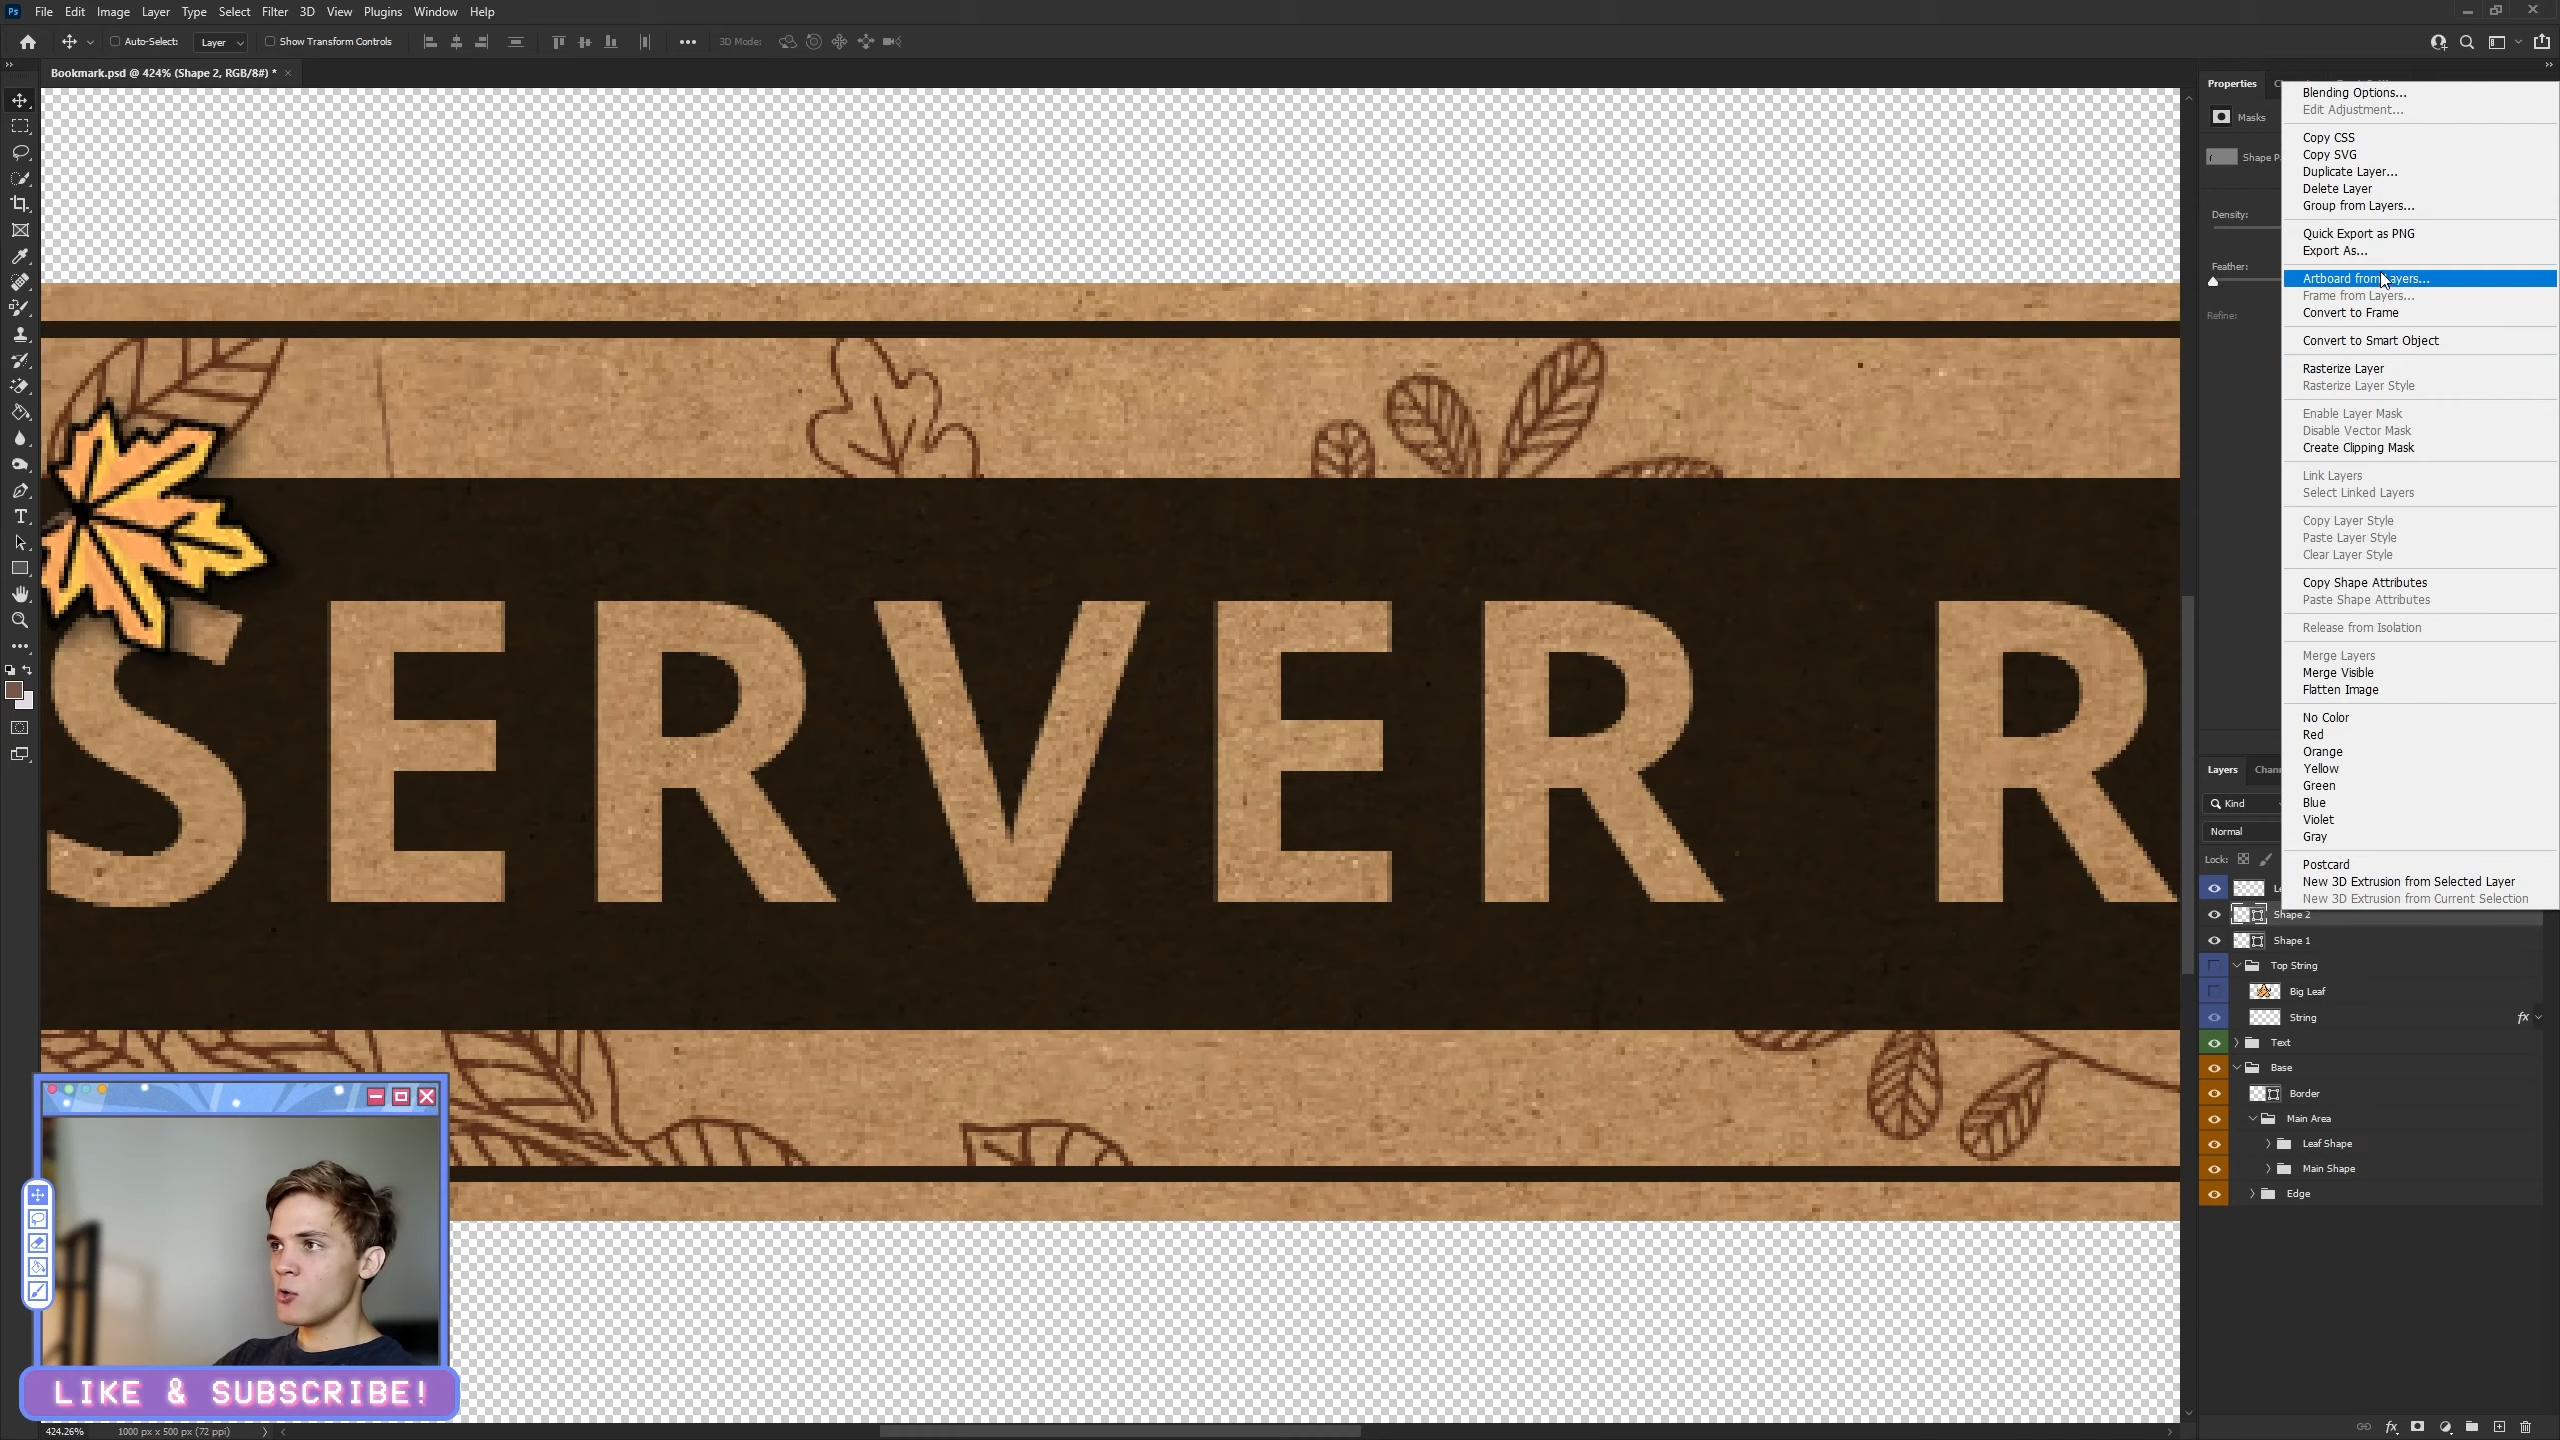 Ps File Edit Image Layer Type Select Filter 3D View Plugins Window Help
Auto-Select: Layer Show Transform Controls 3D Mode:
Bookmark.psd @ 424% (Shape 2, RGB/8#) *
SERVER R
LIKE & SUBSCRIBE!
424.26% 1000 px x 500 px (72 ppi)
Properties
Masks
Shape
Density:
Feather:
Refine:
Blending Options...
Edit Adjustment...
Copy CSS
Copy SVG
Duplicate Layer...
Delete Layer
Group from Layers...
Quick Export as PNG
Export As...
Artboard from Layers...
Frame from Layers...
Convert to Frame
Convert to Smart Object
Rasterize Layer
Rasterize Layer Style
Enable Layer Mask
Disable Vector Mask
Create Clipping Mask
Link Layers
Select Linked Layers
Copy Layer Style
Paste Layer Style
Clear Layer Style
Copy Shape Attributes
Paste Shape Attributes
Release from Isolation
Merge Layers
Merge Visible
Flatten Image
No Color
Red
Orange
Yellow
Green
Blue
Violet
Gray
Postcard
New 3D Extrusion from Selected Layer
New 3D Extrusion from Current Selection
Layers Chann
Kind
Normal
Lock:
Shape 2
Shape 1
Top String
Big Leaf
String fx
Text
Base
Border
Main Area
Leaf Shape
Main Shape
Edge
fx